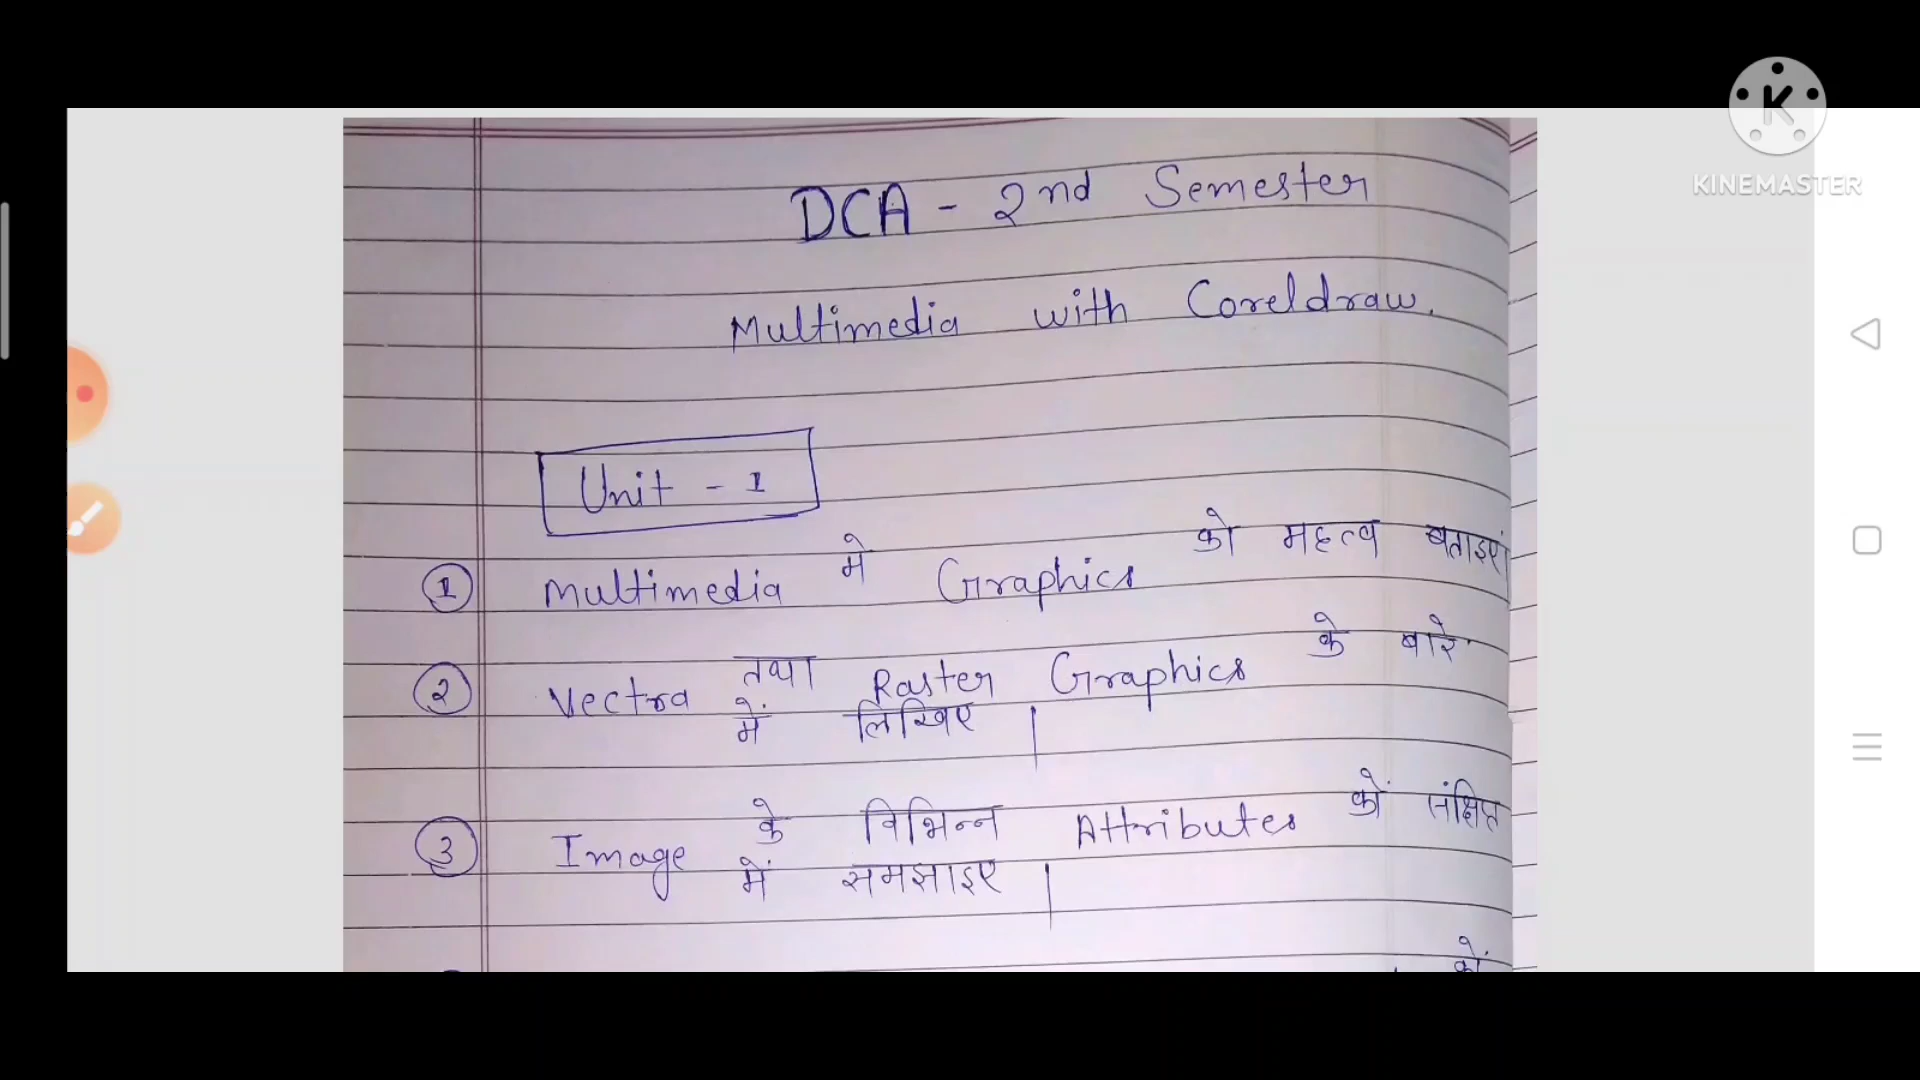 KINEMASTER
DCA - 2nd Semester
Multimedia with Coreldraw.
Unit - 1
① Multimedia मे Graphics को महत्व बताइएं
② Vectra तथा Raster Graphics के बारे
में लिखिए |
③ Image के विभिन्न Attributes कों संक्षिप्त
में समझाइए |
कों